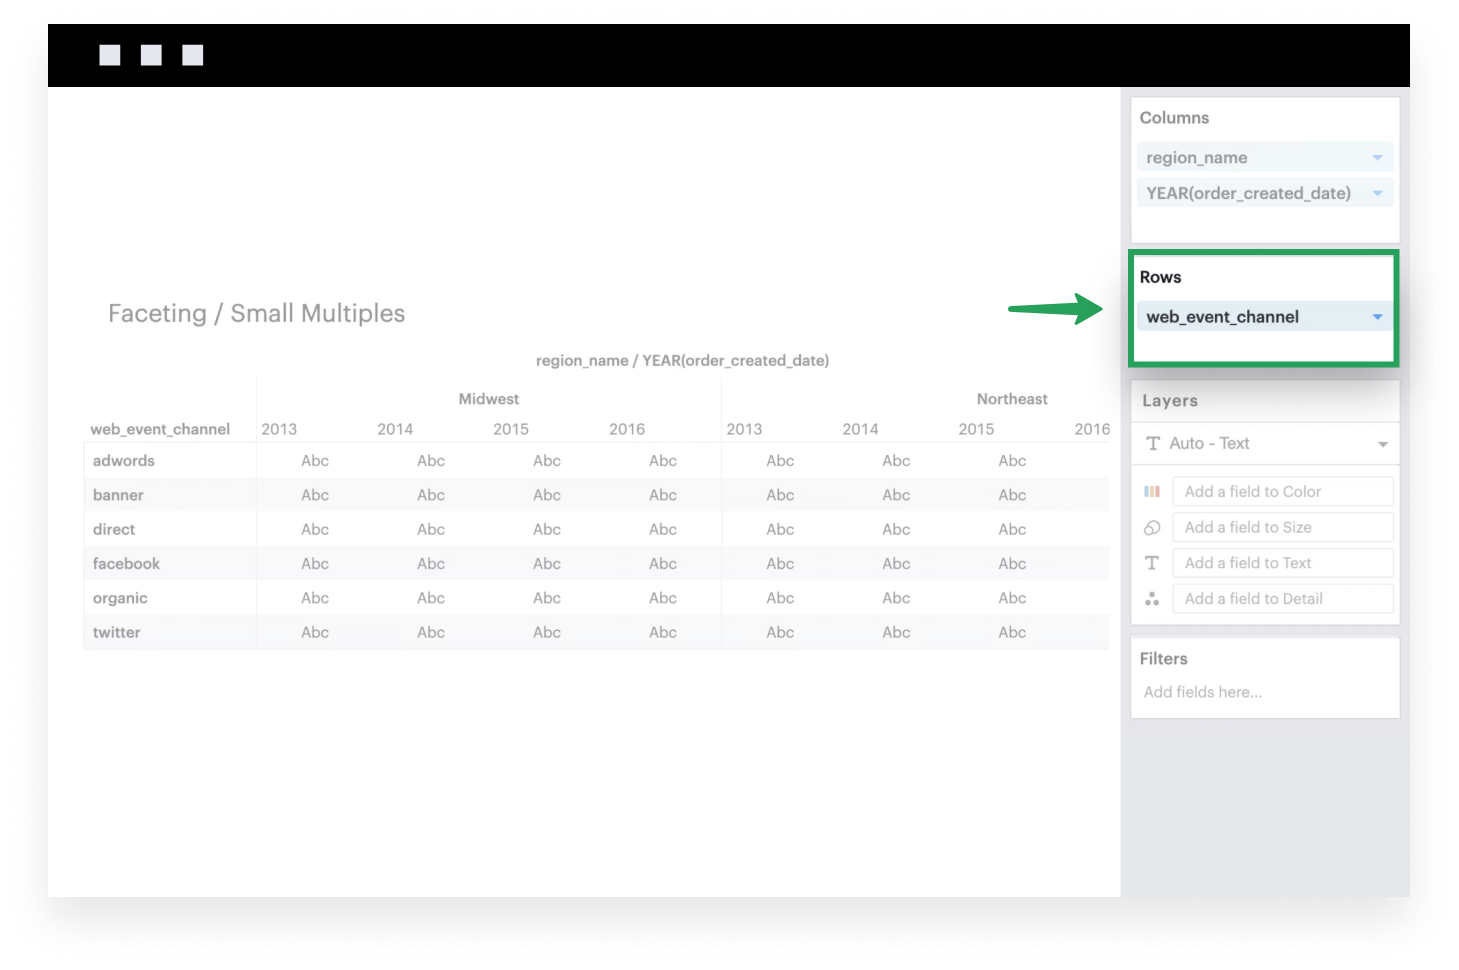 Faceting / Small Multiples
region_name / YEAR(order_created_date)
Midwest Northeast
web_event_channel 2013 2014 2015 2016 2013 2014 2015 2016
adwords Abc Abc Abc Abc Abc Abc Abc
banner Abc Abc Abc Abc Abc Abc Abc
direct Abc Abc Abc Abc Abc Abc Abc
facebook Abc Abc Abc Abc Abc Abc Abc
organic Abc Abc Abc Abc Abc Abc Abc
twitter Abc Abc Abc Abc Abc Abc Abc
Columns
region_name
YEAR(order_created_date)
Rows
web_event_channel
Layers
T Auto - Text
Add a field to Color
Add a field to Size
T Add a field to Text
Add a field to Detail
Filters
Add fields here...